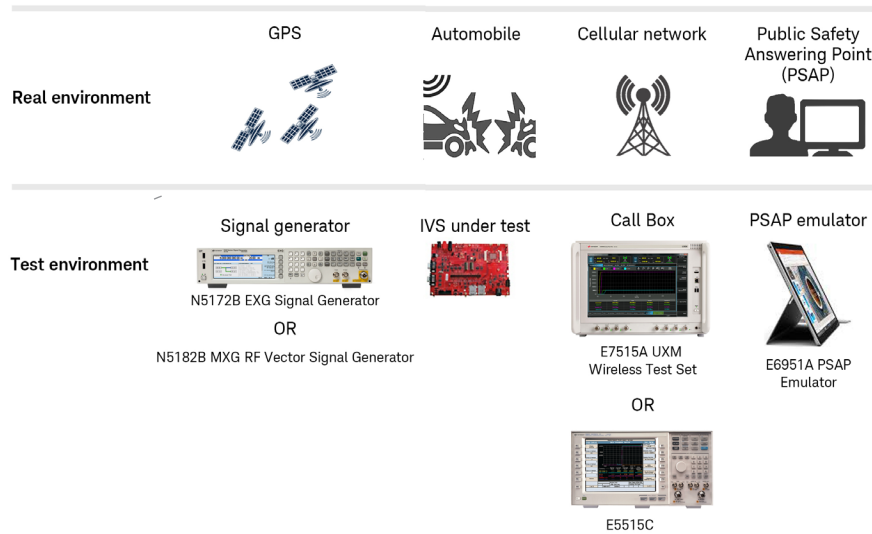 GPS
Automobile
Cellular network
Public Safety
Answering Point
(PSAP)
Real environment
Signal generator
IVS under test
Call Box
PSAP emulator
Test environment
N5172B EXG Signal Generator
OR
N5182B MXG RF Vector Signal Generator
E7515A UXM
Wireless Test Set
E6951A PSAP
Emulator
OR
E5515C